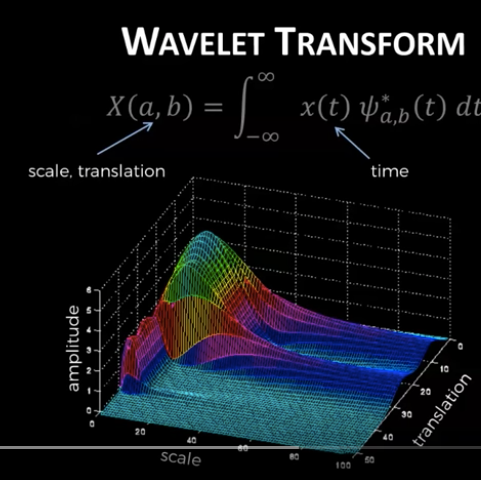 WAVELET TRANSFORM
X(a, b) = ∫_{-∞}^{∞} x(t) ψ*_{a,b}(t) dt
scale, translation
time
amplitude
6
5
4
3
2
1
0
0
20
40
60
80
100
scale
0
10
20
30
40
50
translation